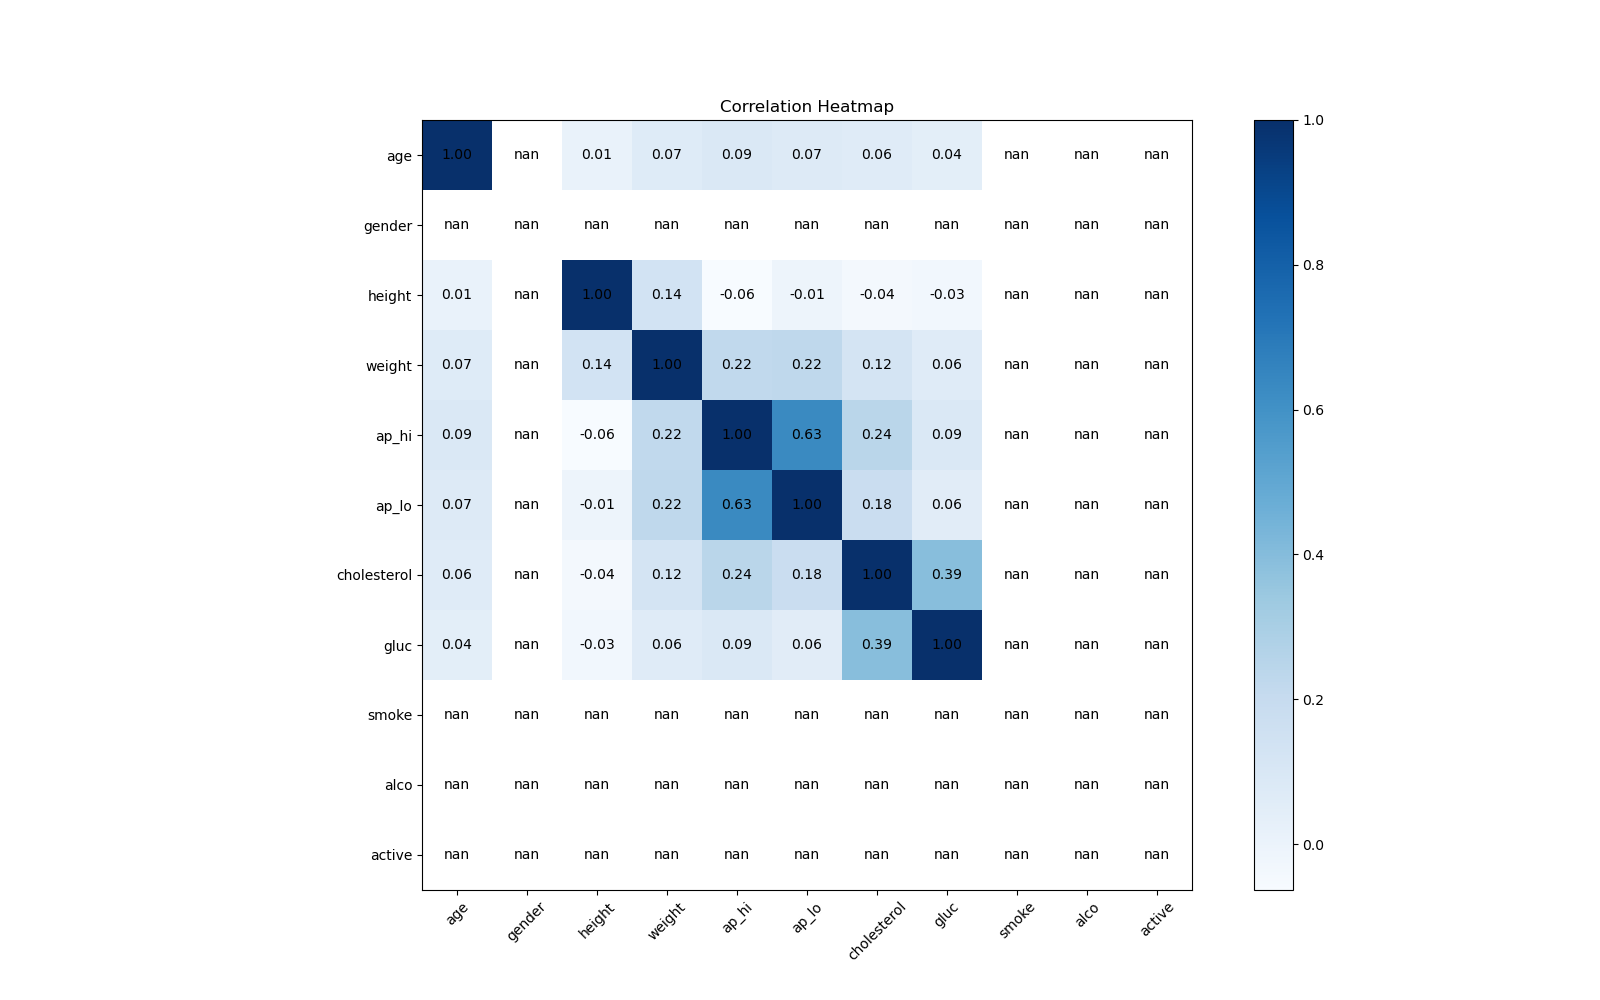 Correlation Heatmap
age 1.00 nan 0.01 0.07 0.09 0.07 0.06 0.04 nan nan nan
gender nan nan nan nan nan nan nan nan nan nan nan
height 0.01 nan 1.00 0.14 -0.06 -0.01 -0.04 -0.03 nan nan nan
weight 0.07 nan 0.14 1.00 0.22 0.22 0.12 0.06 nan nan nan
ap_hi 0.09 nan -0.06 0.22 1.00 0.63 0.24 0.09 nan nan nan
ap_lo 0.07 nan -0.01 0.22 0.63 1.00 0.18 0.06 nan nan nan
cholesterol 0.06 nan -0.04 0.12 0.24 0.18 1.00 0.39 nan nan nan
gluc 0.04 nan -0.03 0.06 0.09 0.06 0.39 1.00 nan nan nan
smoke nan nan nan nan nan nan nan nan nan nan nan
alco nan nan nan nan nan nan nan nan nan nan nan
active nan nan nan nan nan nan nan nan nan nan nan
age gender height weight ap_hi ap_lo cholesterol gluc smoke alco active
1.0
0.8
0.6
0.4
0.2
0.0